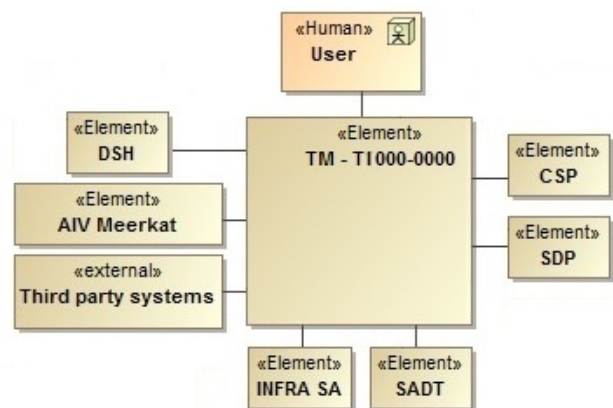 «Human»
User
«Element»
DSH
«Element»
TM - TI000-0000
«Element»
CSP
«Element»
AIV Meerkat
«Element»
SDP
«external»
Third party systems
«Element»
INFRA SA
«Element»
SADT